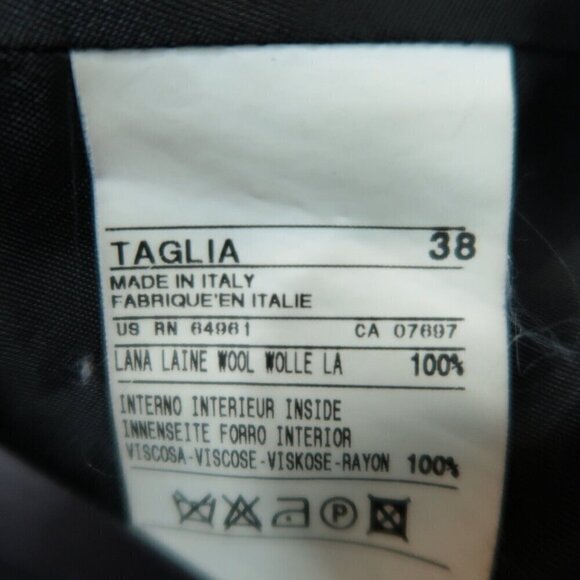 TAGLIA 38
MADE IN ITALY
FABRIQUE'EN ITALIE
US RN 64961 CA 07697
LANA LAINE WOOL WOLLE LA 100%
INTERNO INTERIEUR INSIDE
INNENSEITE FORRO INTERIOR
VISCOSA-VISCOSE-VISKOSE-RAYON 100%
P